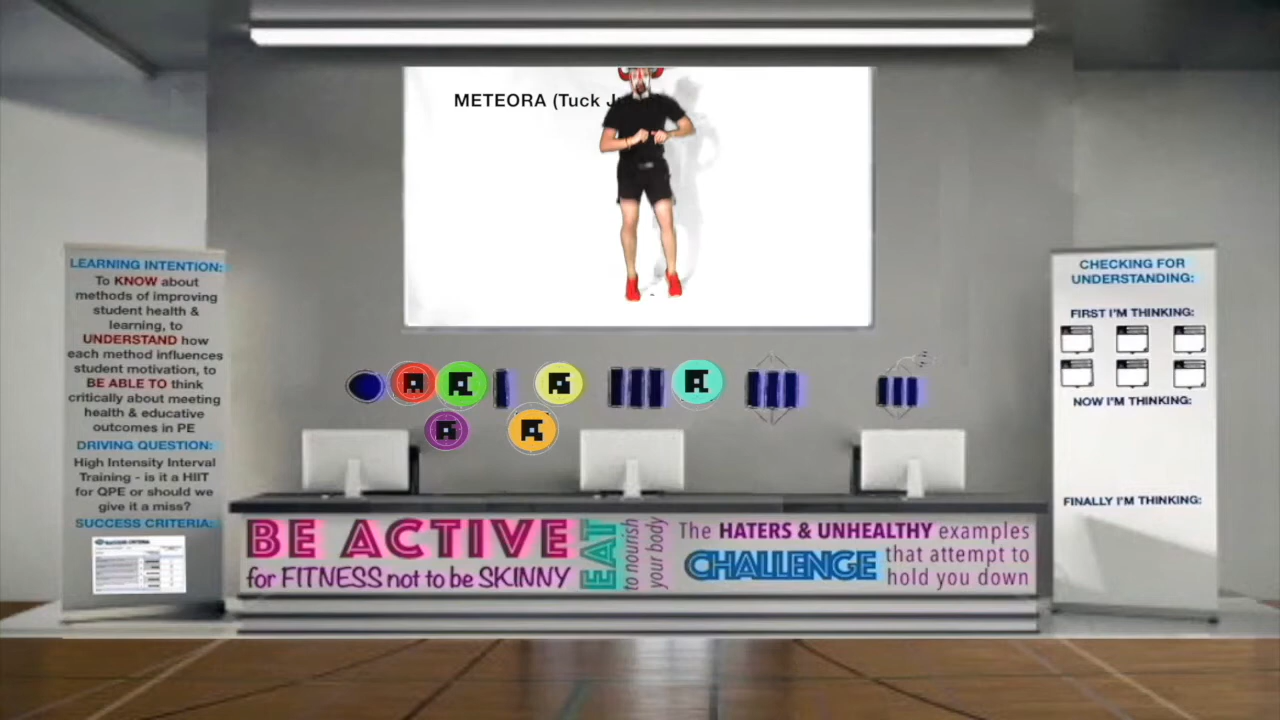 METEORA (Tuck
LEARNING INTENTION:
To KNOW about
methods of improving
student health &
learning, to
UNDERSTAND how
each method influences
student motivation, to
BE ABLE TO think
critically about meeting
health & educative
outcomes in PE
DRIVING QUESTION:
High Intensity Interval
Training - is it a HIIT
for QPE or should we
give it a miss?
SUCCESS CRITERIA:
CHECKING FOR
UNDERSTANDING:
FIRST I'M THINKING:
NOW I'M THINKING:
FINALLY I'M THINKING:
BE ACTIVE
for FITNESS not to be SKINNY
EAT
to nourish
your body
The HATERS & UNHEALTHY examples
CHALLENGE
that attempt to
hold you down